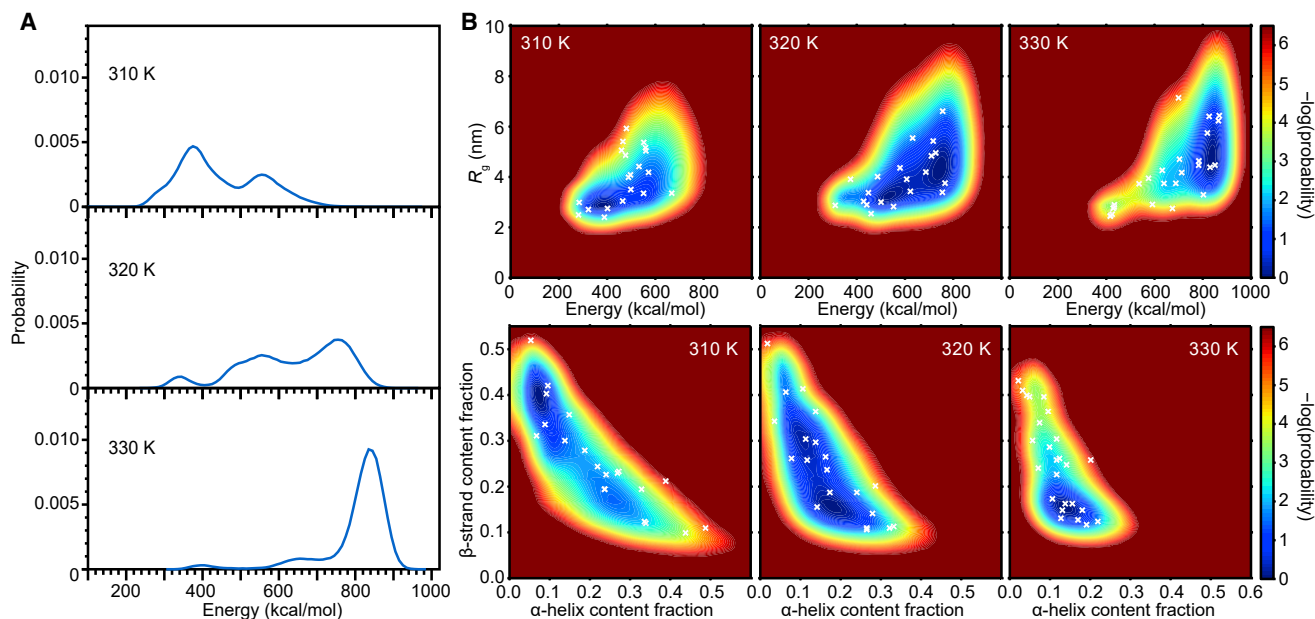 A
310 K
0.010
0.005
0
320 K
0.010
0.005
0
330 K
0.010
0.005
0
Probability
200 400 600 800 1000
Energy (kcal/mol)
B
310 K
320 K
330 K
10
8
6
4
2
0
Rg (nm)
0 200 400 600 800
0 200 400 600 800
0 200 400 600 800 1000
Energy (kcal/mol)
Energy (kcal/mol)
Energy (kcal/mol)
6
5
4
3
2
1
0
−log(probability)
310 K
320 K
330 K
0.5
0.4
0.3
0.2
0.1
0.0
β-strand content fraction
0.0 0.1 0.2 0.3 0.4 0.5
0.0 0.1 0.2 0.3 0.4 0.5
0.0 0.1 0.2 0.3 0.4 0.5 0.6
α-helix content fraction
α-helix content fraction
α-helix content fraction
6
5
4
3
2
1
0
−log(probability)